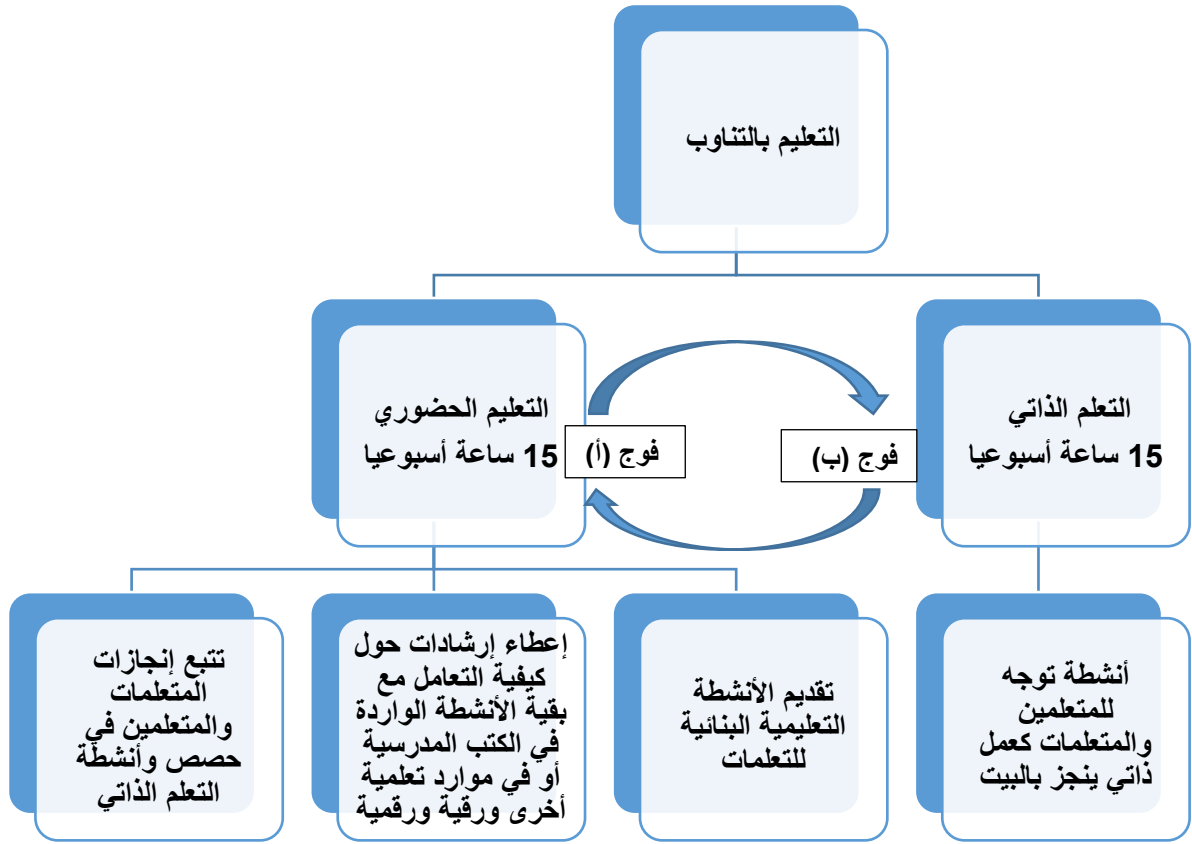 التعليم بالتناوب
التعلم الذاتي
15 ساعة أسبوعيا
فوج (ب)
فوج (أ)
التعليم الحضوري
15 ساعة أسبوعيا
أنشطة توجه
للمتعلمين
والمتعلمات كعمل
ذاتي ينجز بالبيت
تقديم الأنشطة
التعليمية البنائية
للتعلمات
إعطاء إرشادات حول
كيفية التعامل مع
بقية الأنشطة الواردة
في الكتب المدرسية
أو في موارد تعلمية
أخرى ورقية ورقمية
تتبع إنجازات
المتعلمات
والمتعلمين في
حصص وأنشطة
التعلم الذاتي